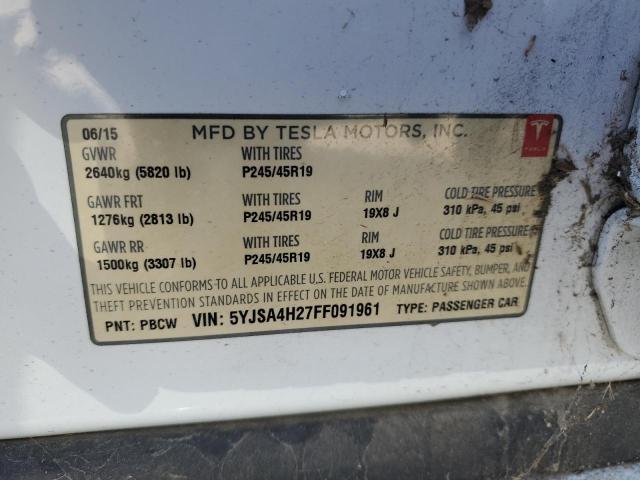 06/15 MFD BY TESLA MOTORS, INC.
GVWR WITH TIRES TESLA
2640kg (5820 lb) P245/45R19
GAWR FRT WITH TIRES RIM COLD TIRE PRESSURE
1276kg (2813 lb) P245/45R19 19X8 J 310 kPa, 45 psi
GAWR RR WITH TIRES RIM COLD TIRE PRESSURE
1500kg (3307 lb) P245/45R19 19X8 J 310 kPa, 45 psi
THIS VEHICLE CONFORMS TO ALL APPLICABLE U.S. FEDERAL MOTOR VEHICLE SAFETY, BUMPER, AND
THEFT PREVENTION STANDARDS IN EFFECT ON THE DATE OF MANUFACTURE SHOWN ABOVE.
PNT: PBCW VIN: 5YJSA4H27FF091961 TYPE: PASSENGER CAR